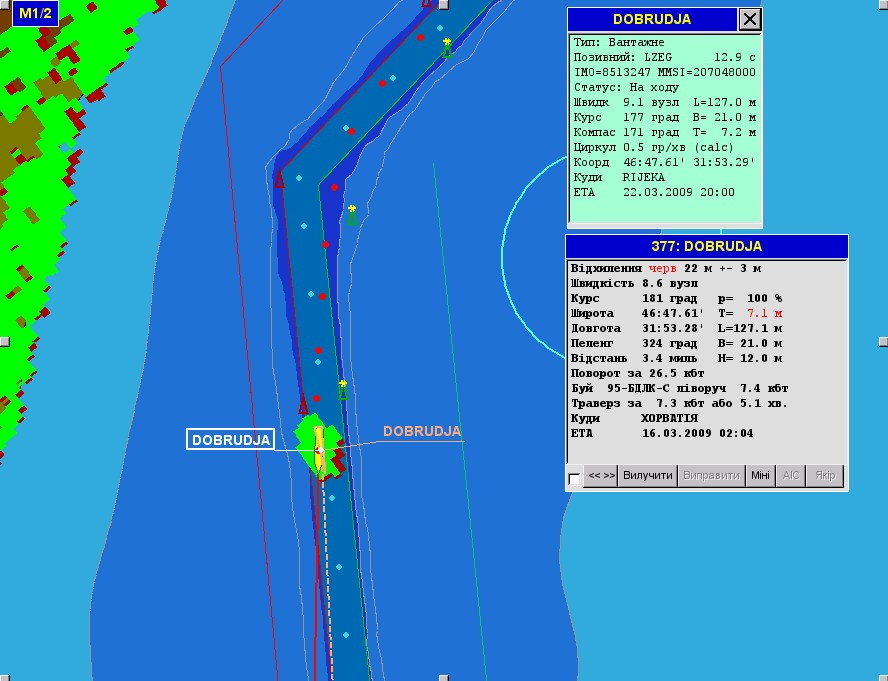 M1/2
DOBRUDJA
Тип: Вантажне
Позивний: LZEG 12.9 с
IMO=8513247 MMSI=207048000
Статус: На ходу
Швидк 9.1 вузл L=127.0 м
Курс 177 град B= 21.0 м
Компас 171 град T= 7.2 м
Циркул 0.5 гр/хв (calc)
Коорд 46:47.61' 31:53.29'
Куди RIJEKA
ETA 22.03.2009 20:00
377: DOBRUDJA
Відхилення черв 22 м +- 3 м
Швидкість 8.6 вузл
Курс 181 град p= 100 %
Широта 46:47.61' T= 7.1 м
Довгота 31:53.28' L=127.1 м
Пеленг 324 град B= 21.0 м
Відстань 3.4 миль H= 12.0 м
Поворот за 26.5 кбт
Буй 95-БДЛК-С ліворуч 7.4 кбт
Траверз за 7.3 кбт або 5.1 хв.
Куди ХОРВАТІЯ
ETA 16.03.2009 02:04
<< >> Вилучити Виправити Міні АІС Якір
DOBRUDJA
DOBRUDJA